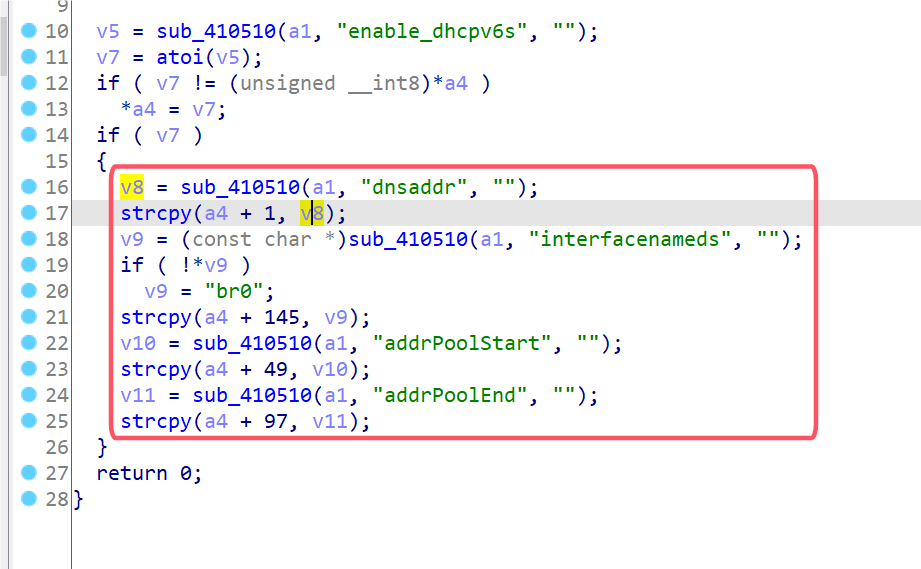 9
10 v5 = sub_410510(a1, "enable_dhcpv6s", "");
11 v7 = atoi(v5);
12 if ( v7 != (unsigned __int8)*a4 )
13 *a4 = v7;
14 if ( v7 )
15 {
16 v8 = sub_410510(a1, "dnsaddr", "");
17 strcpy(a4 + 1, v8);
18 v9 = (const char *)sub_410510(a1, "interfacenameds", "");
19 if ( !*v9 )
20 v9 = "br0";
21 strcpy(a4 + 145, v9);
22 v10 = sub_410510(a1, "addrPoolStart", "");
23 strcpy(a4 + 49, v10);
24 v11 = sub_410510(a1, "addrPoolEnd", "");
25 strcpy(a4 + 97, v11);
26 }
27 return 0;
28 }